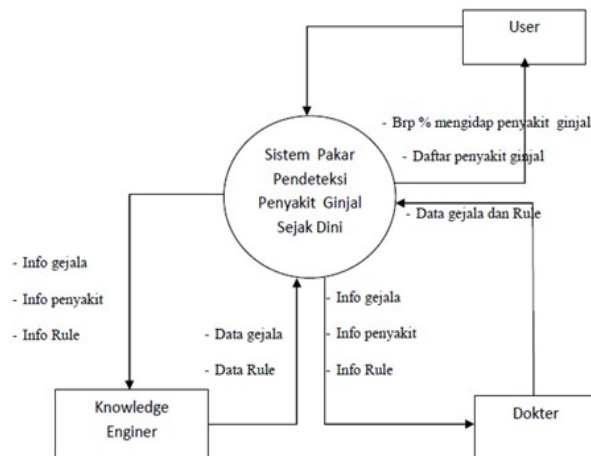 User
- Brp % mengidap penyakit ginjal
- Daftar penyakit ginjal
Sistem Pakar
Pendeteksi
Penyakit Ginjal
Sejak Dini
- Data gejala dan Rule
- Info gejala
- Info penyakit
- Info Rule
- Data gejala
- Data Rule
- Info gejala
- Info penyakit
- Info Rule
Knowledge
Enginer
Dokter